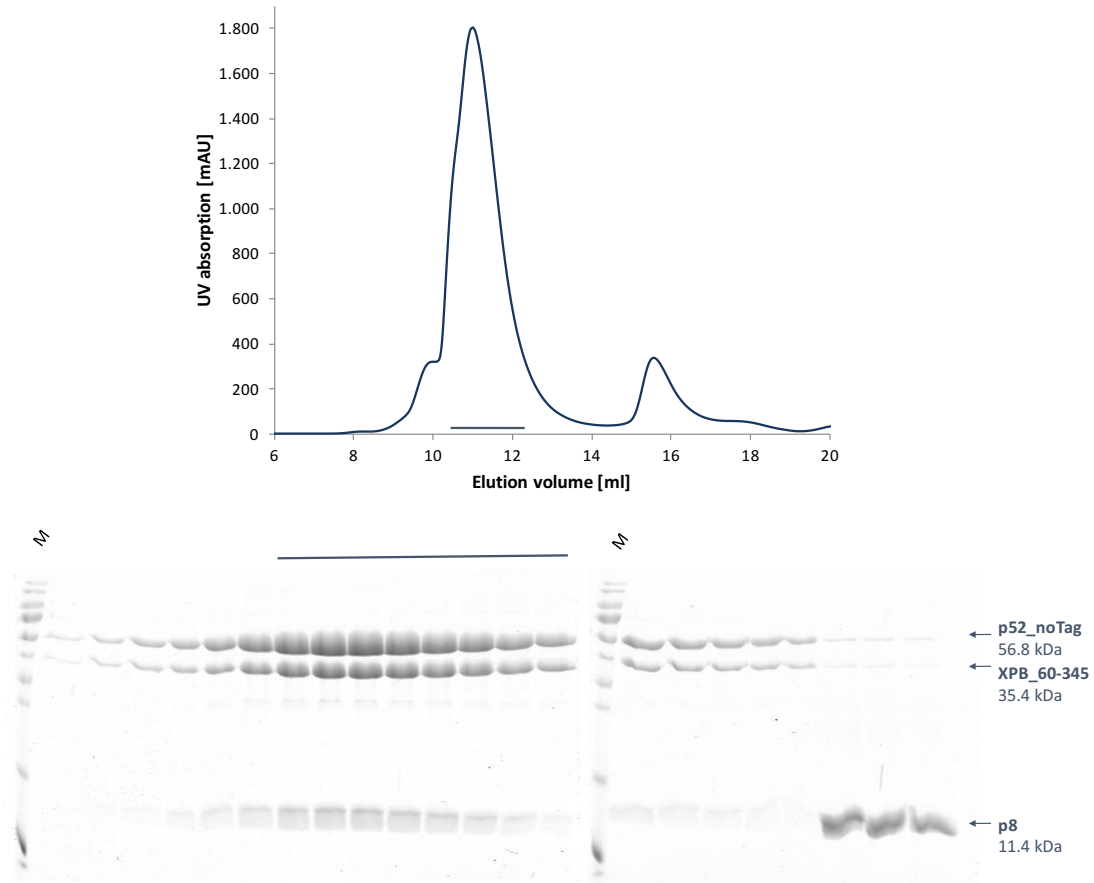 1.800
1.600
1.400
1.200
1.000
800
600
400
200
0
UV absorption [mAU]
6 8 10 12 14 16 18 20
Elution volume [ml]
M M
p52_noTag
56.8 kDa
XPB_60-345
35.4 kDa
p8
11.4 kDa